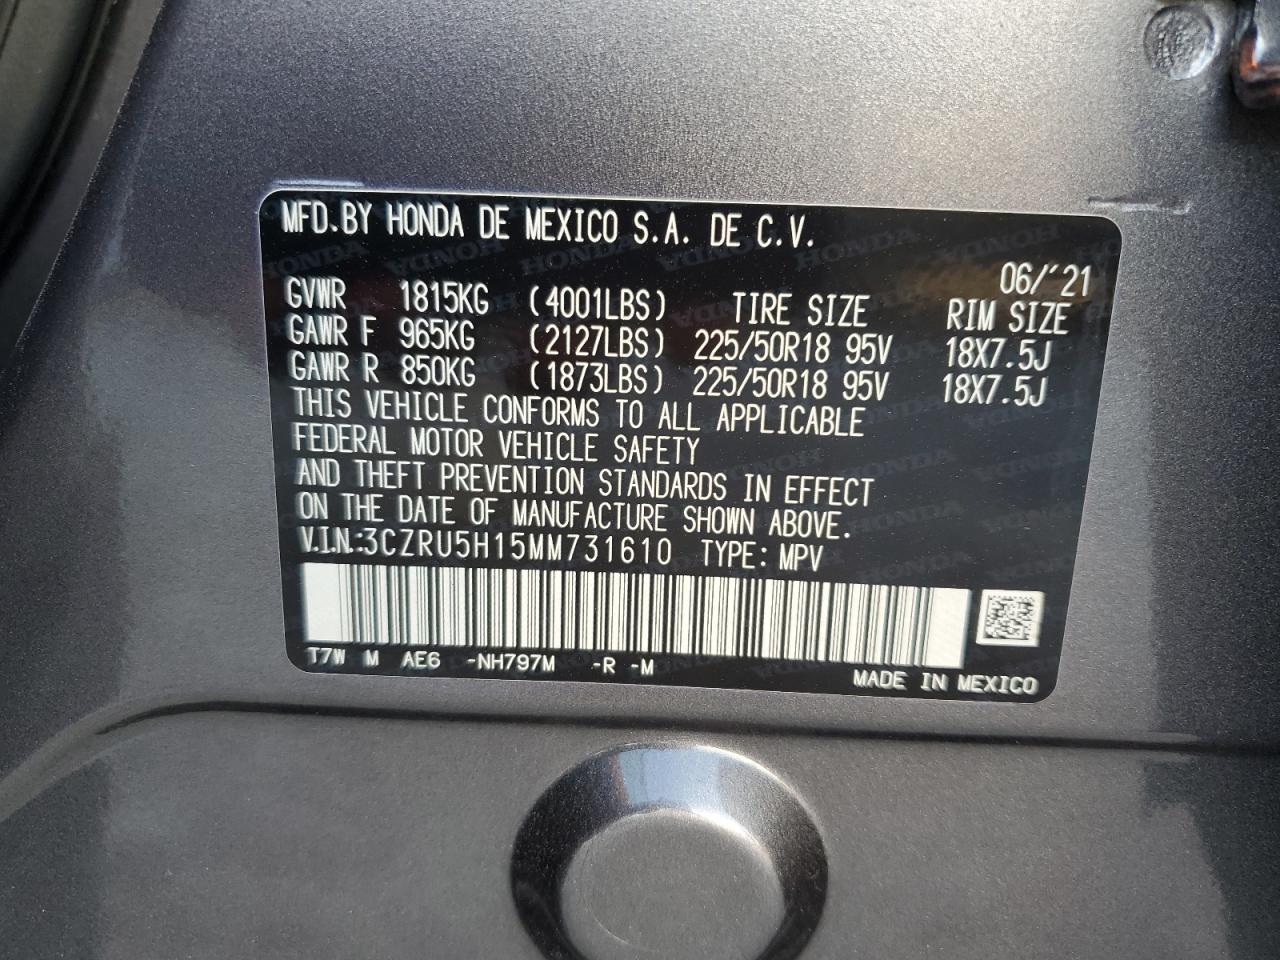 MFD.BY HONDA DE MEXICO S.A. DE C.V.
06/'21
GVWR 1815KG (4001LBS) TIRE SIZE RIM SIZE
GAWR F 965KG (2127LBS) 225/50R18 95V 18X7.5J
GAWR R 850KG (1873LBS) 225/50R18 95V 18X7.5J
THIS VEHICLE CONFORMS TO ALL APPLICABLE
FEDERAL MOTOR VEHICLE SAFETY
AND THEFT PREVENTION STANDARDS IN EFFECT
ON THE DATE OF MANUFACTURE SHOWN ABOVE.
V.I.N.:3CZRU5H15MM731610 TYPE: MPV
T7W M AE6 -NH797M -R -M
MADE IN MEXICO